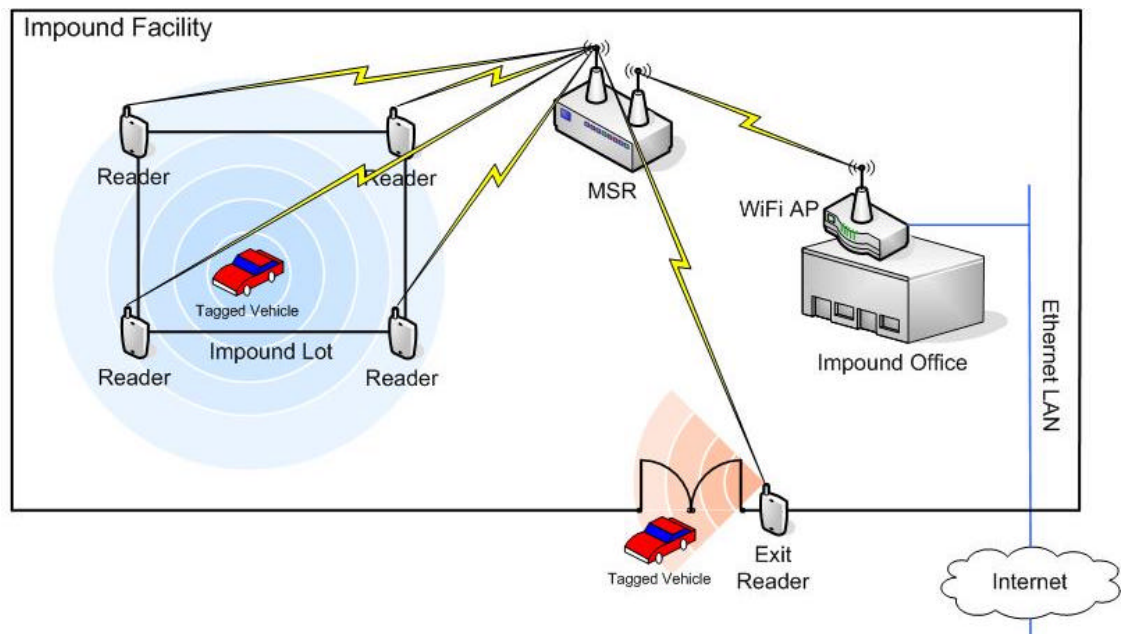 Impound Facility
Reader
Reader
MSR
WiFi AP
Tagged Vehicle
Impound Lot
Reader
Reader
Impound Office
Ethernet LAN
Tagged Vehicle
Exit
Reader
Internet